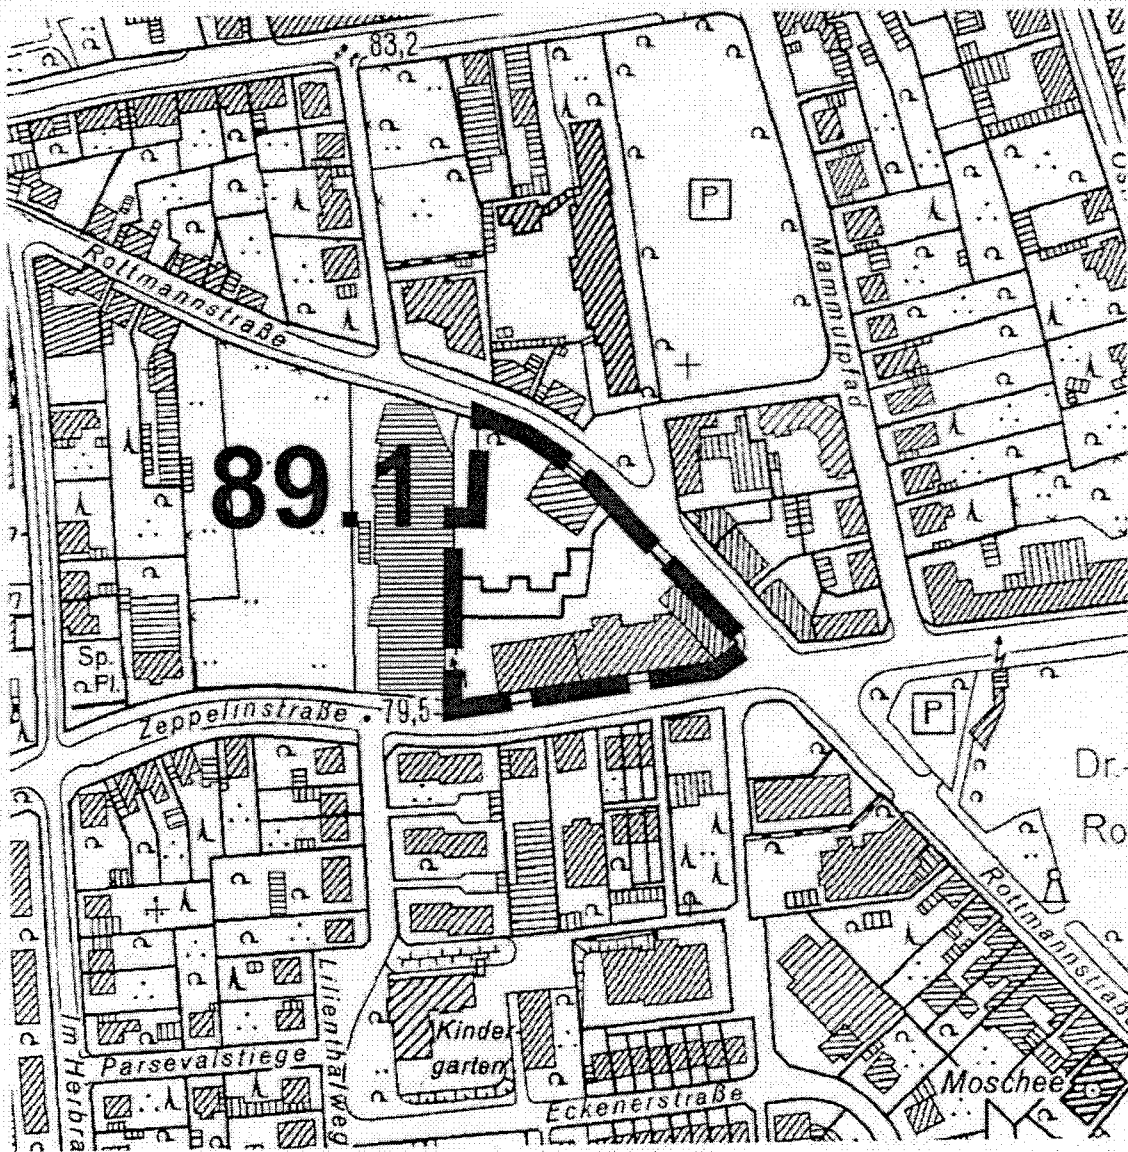 83,2
P
Rottmannstraße
Mammutpfad
89.1
Sp.
Pl.
Zeppelinstraße
79,5
P
Dr.-
Ro
Rottmannstraß
Lilienthalweg
Im Herbra
Kinder-
garten
Parsevalstiege
Eckenerstraße
Moschee